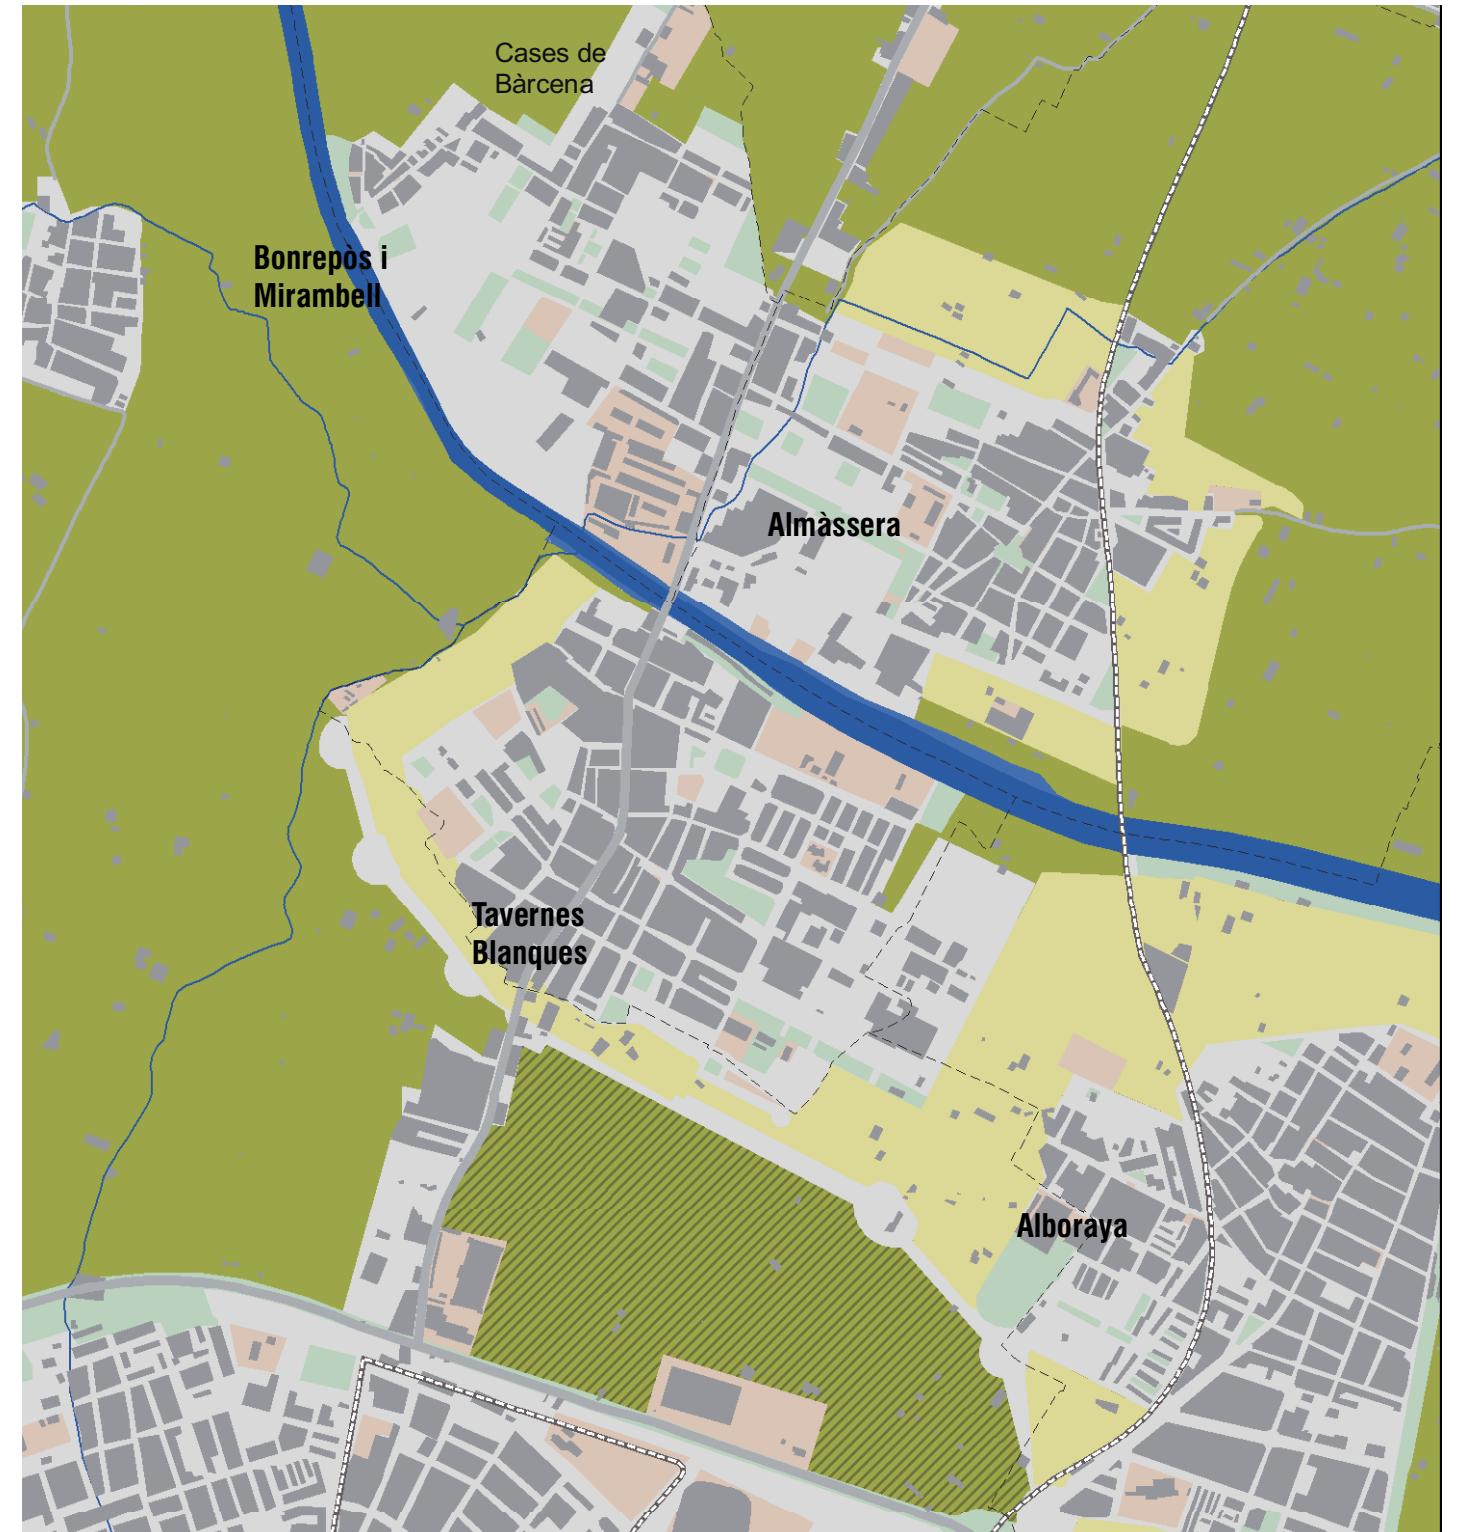 Cases de
Bàrcena
Bonrepòs i
Mirambell
Almàssera
Tavernes
Blanques
Alboraya